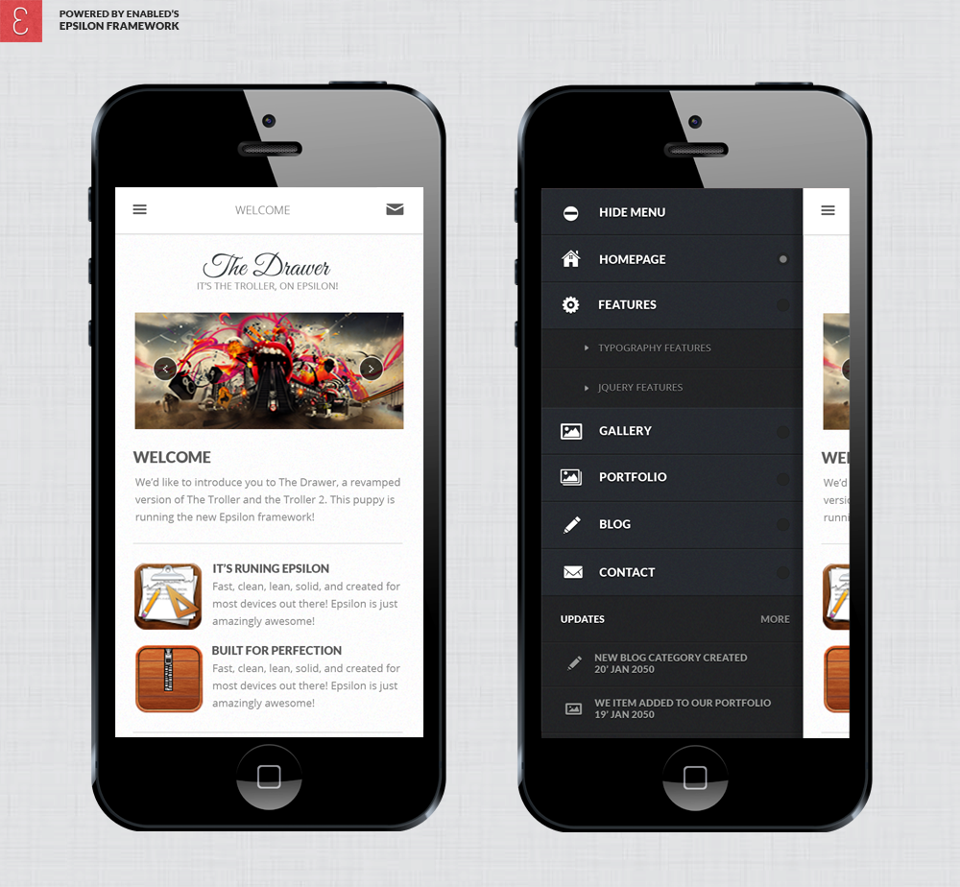 POWERED BY ENABLED'S
EPSILON FRAMEWORK
WELCOME
The Drawer
IT'S THE TROLLER, ON EPSILON!
WELCOME
We'd like to introduce you to The Drawer, a revamped
version of The Troller and the Troller 2. This puppy is
running the new Epsilon framework!
IT'S RUNING EPSILON
Fast, clean, lean, solid, and created for
most devices out there! Epsilon is just
amazingly awesome!
BUILT FOR PERFECTION
Fast, clean, lean, solid, and created for
most devices out there! Epsilon is just
amazingly awesome!
HIDE MENU
HOMEPAGE
FEATURES
TYPOGRAPHY FEATURES
JQUERY FEATURES
GALLERY
PORTFOLIO
BLOG
CONTACT
UPDATES MORE
NEW BLOG CATEGORY CREATED
20' JAN 2050
WE ITEM ADDED TO OUR PORTFOLIO
19' JAN 2050
WE
We'd
versi
runni